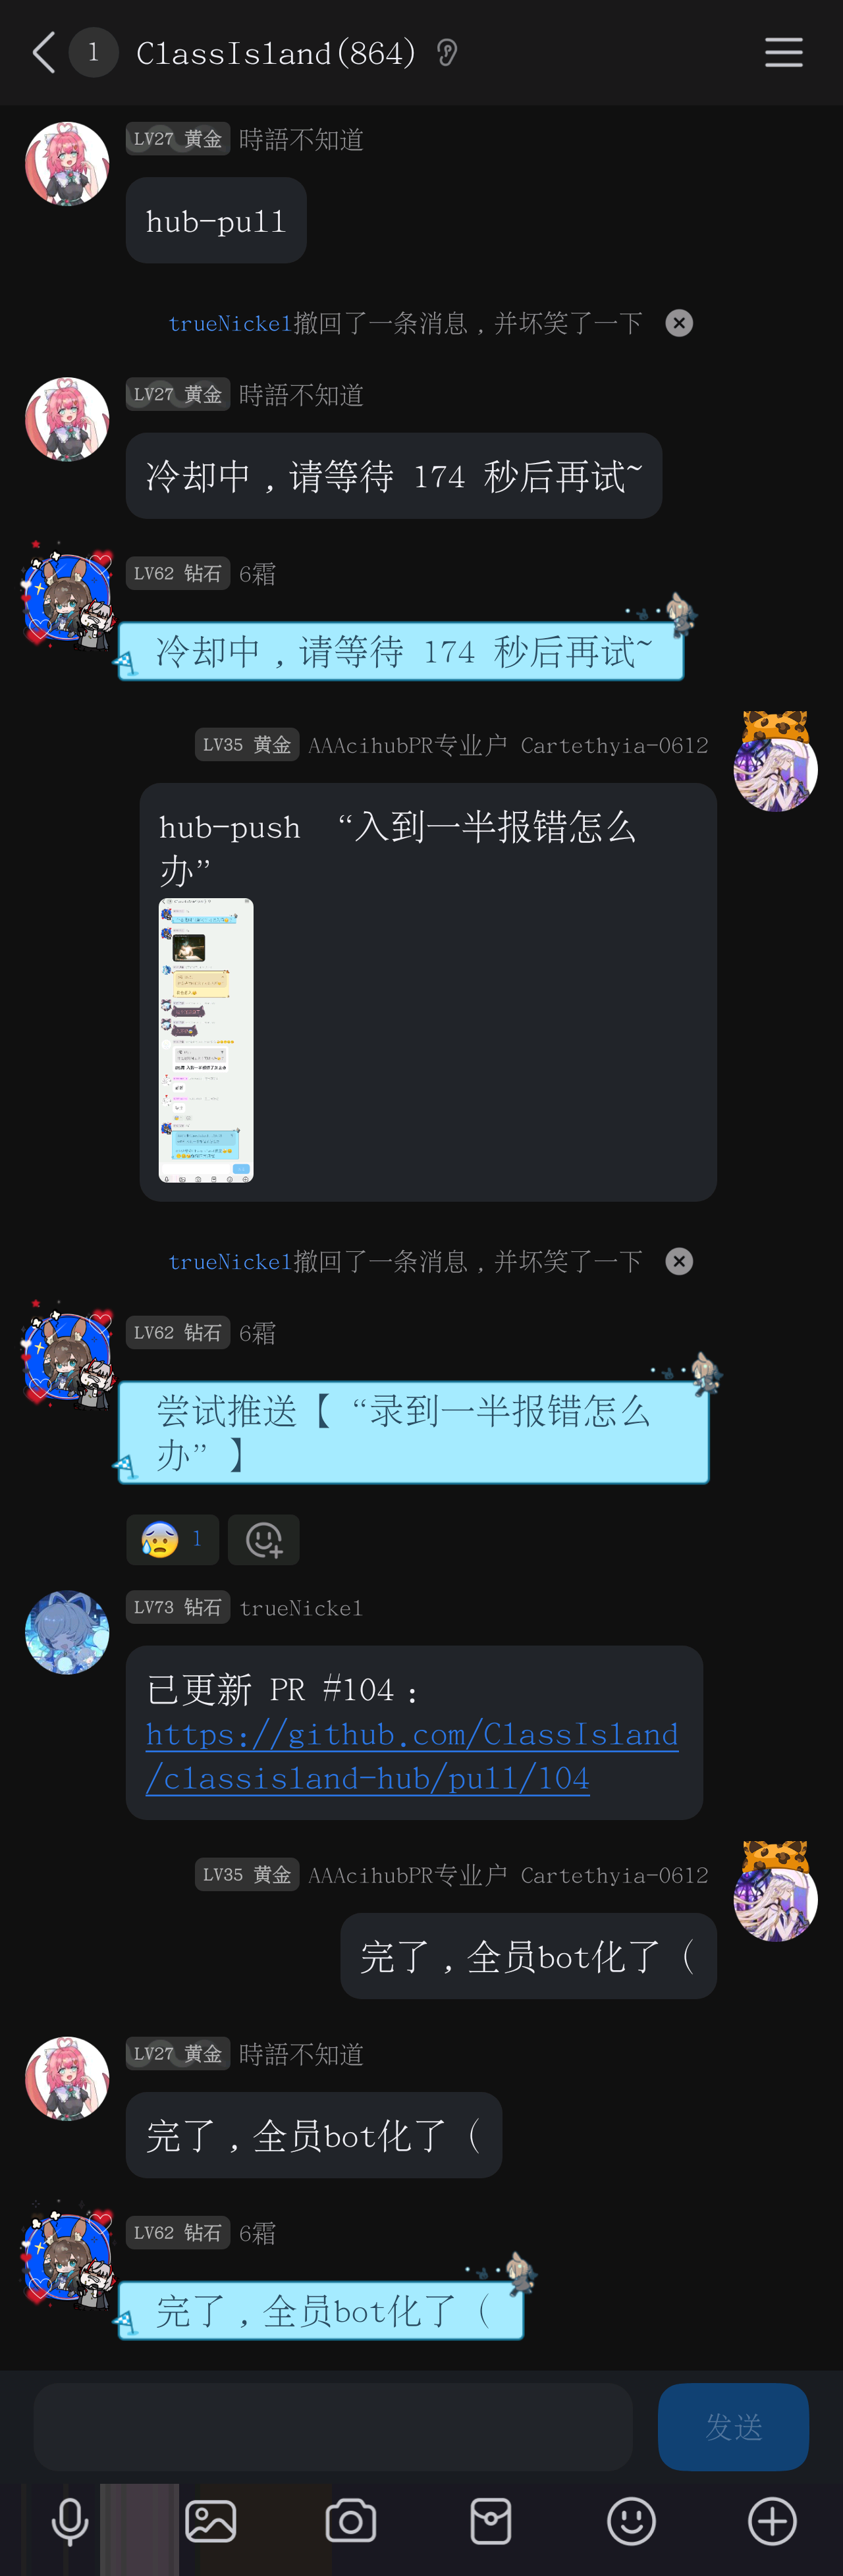 1 ClassIsland(864)
LV27 黄金 時語不知道
hub-pull
trueNickel撤回了一条消息，并坏笑了一下
LV27 黄金 時語不知道
冷却中，请等待 174 秒后再试~
LV62 钻石 6霜
冷却中，请等待 174 秒后再试~
LV35 黄金 AAAcihubPR专业户 Cartethyia-0612
hub-push “入到一半报错怎么
办”
trueNickel撤回了一条消息，并坏笑了一下
LV62 钻石 6霜
尝试推送【“录到一半报错怎么
办”】
1
LV73 钻石 trueNickel
已更新 PR #104：
https://github.com/ClassIsland
/classisland-hub/pull/104
LV35 黄金 AAAcihubPR专业户 Cartethyia-0612
完了，全员bot化了（
LV27 黄金 時語不知道
完了，全员bot化了（
LV62 钻石 6霜
完了，全员bot化了（
发送